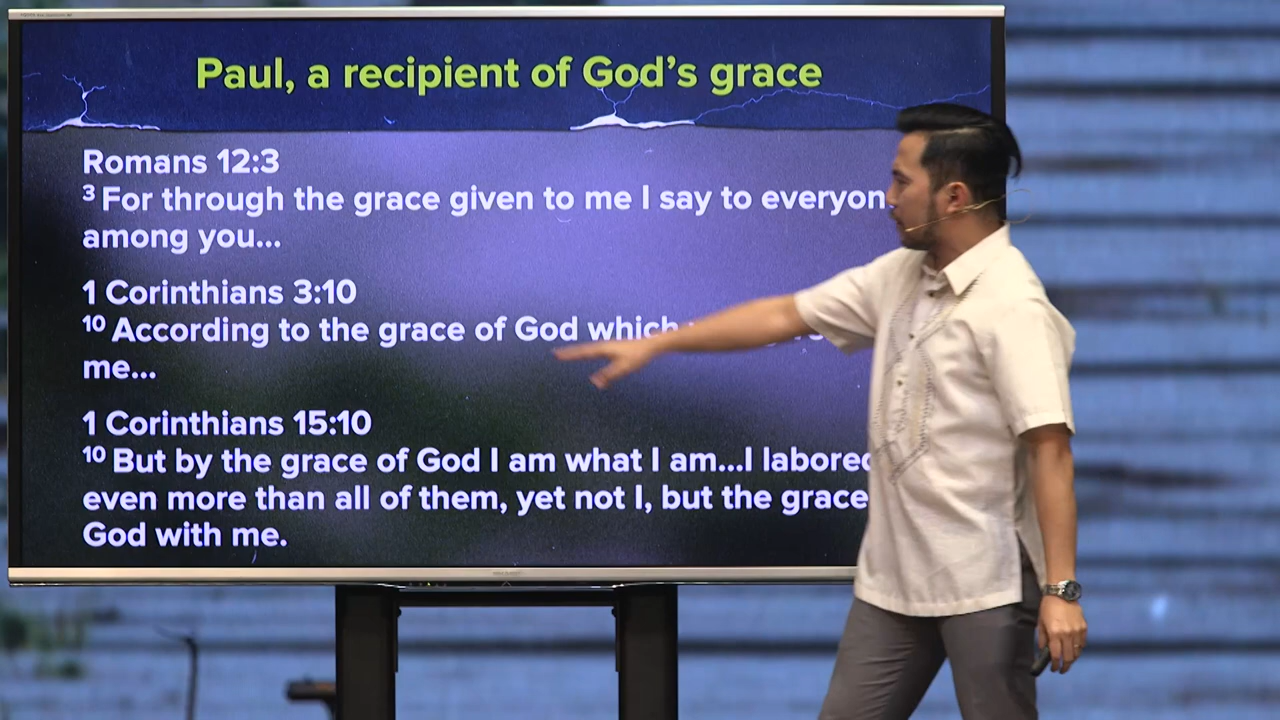 Paul, a recipient of God's grace
Romans 12:3
3 For through the grace given to me I say to everyon
among you...
1 Corinthians 3:10
10 According to the grace of God which
me...
1 Corinthians 15:10
10 But by the grace of God I am what I am...I labored
even more than all of them, yet not I, but the grace
God with me.